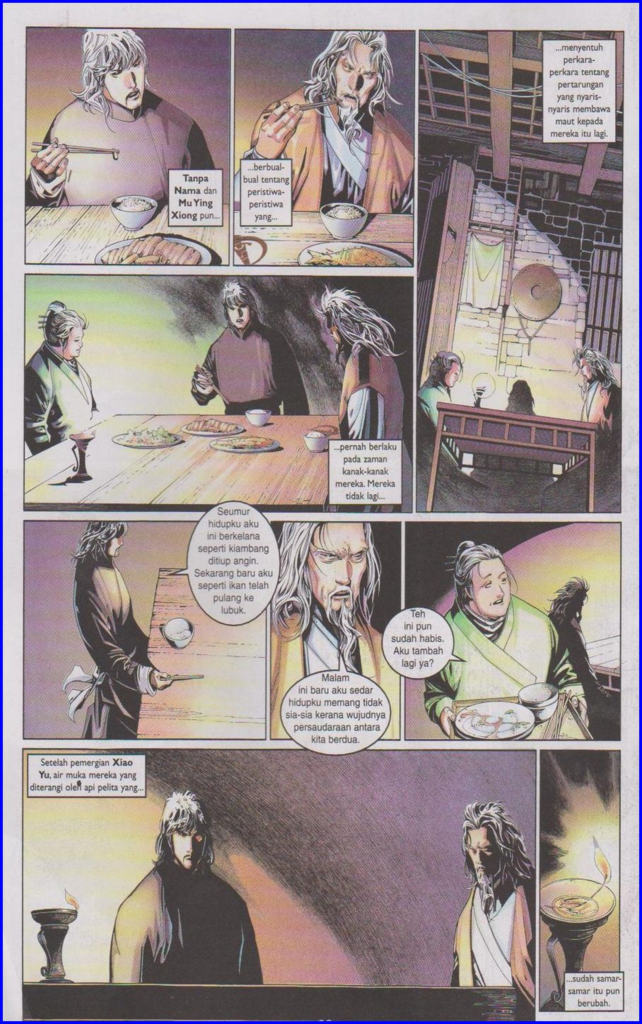 Tanpa
Nama dan
Mu Ying
Xiong pun...
...berbual-
bual tentang
peristiwa-
peristiwa
yang...
...menyentuh
perkara-
perkara tentang
pertarungan
yang nyaris-
nyaris membawa
maut kepada
mereka itu lagi.
...pernah berlaku
pada zaman
kanak-kanak
mereka. Mereka
tidak lagi...
Seumur
hidupku aku
ini berkelana
seperti kiambang
ditiup angin.
Sekarang baru aku
seperti ikan telah
pulang ke
lubuk.
Malam
ini baru aku sedar
hidupku memang tidak
sia-sia kerana wujudnya
persaudaraan antara
kita berdua.
Teh
ini pun
sudah habis.
Aku tambah
lagi ya?
Setelah pemergian Xiao
Yu, air muka mereka yang
diterangi oleh api pelita yang...
...sudah samar-
samar itu pun
berubah.